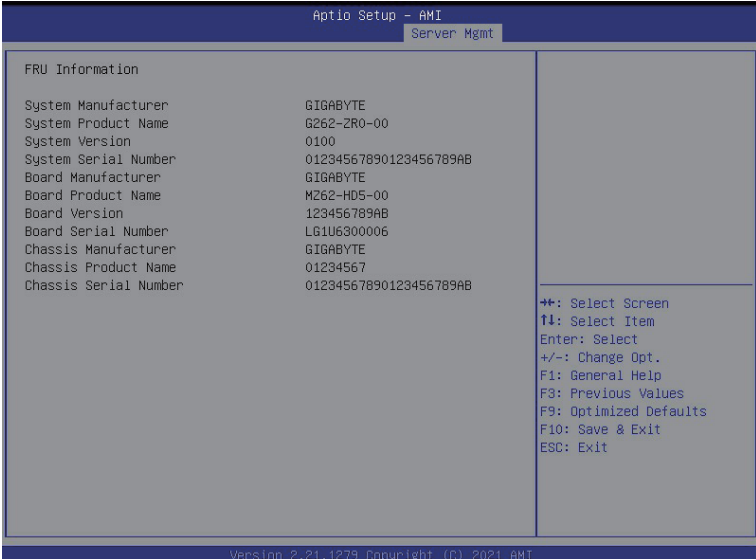 Aptio Setup – AMI
Server Mgmt
FRU Information
System Manufacturer GIGABYTE
System Product Name G262-ZR0-00
System Version 0100
System Serial Number 01234567890123456789AB
Board Manufacturer GIGABYTE
Board Product Name MZ62-HD5-00
Board Version 123456789AB
Board Serial Number LG1U6300006
Chassis Manufacturer GIGABYTE
Chassis Product Name 01234567
Chassis Serial Number 01234567890123456789AB
→←: Select Screen
↑↓: Select Item
Enter: Select
+/-: Change Opt.
F1: General Help
F3: Previous Values
F9: Optimized Defaults
F10: Save & Exit
ESC: Exit
Version 2.21.1279 Copyright (C) 2021 AMI